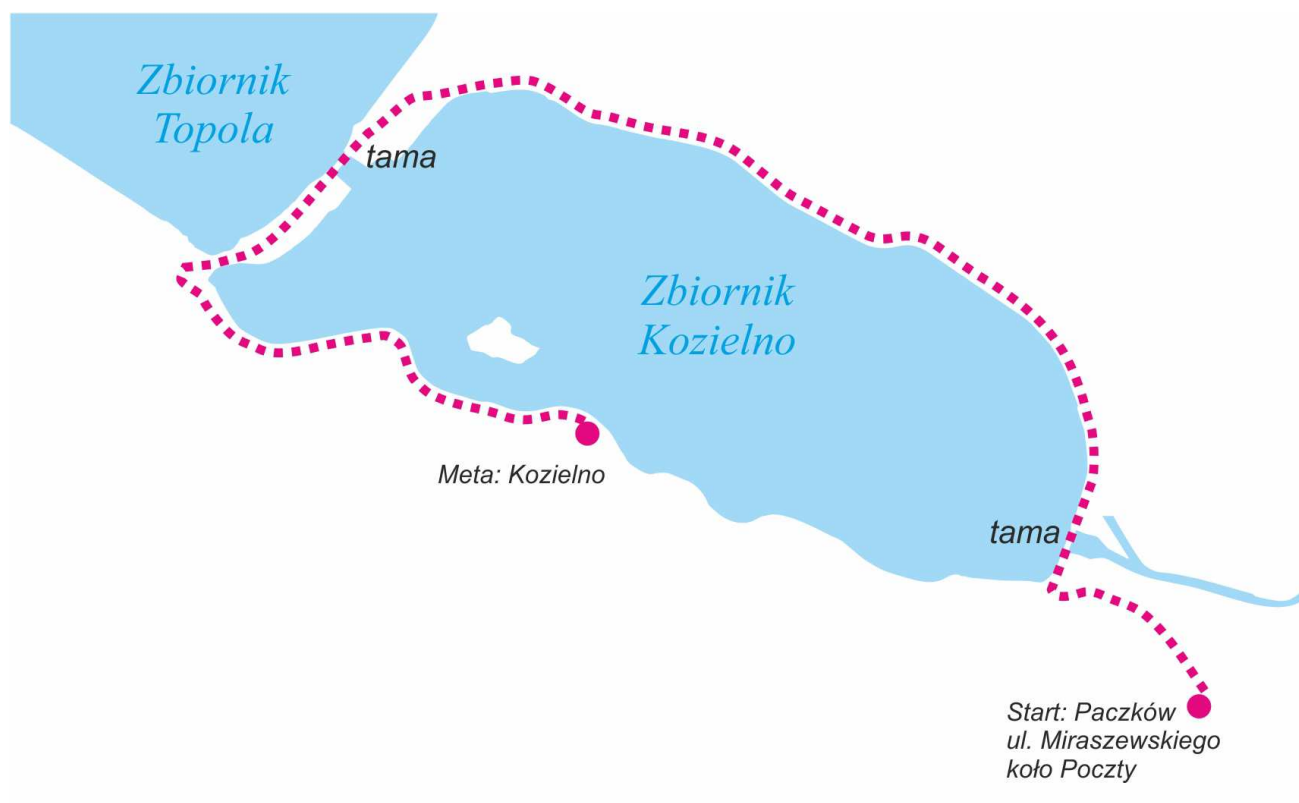 Zbiornik
Topola
tama
Zbiornik
Kozielno
Meta: Kozielno
tama
Start: Paczków
ul. Miraszewskiego
koło Poczty